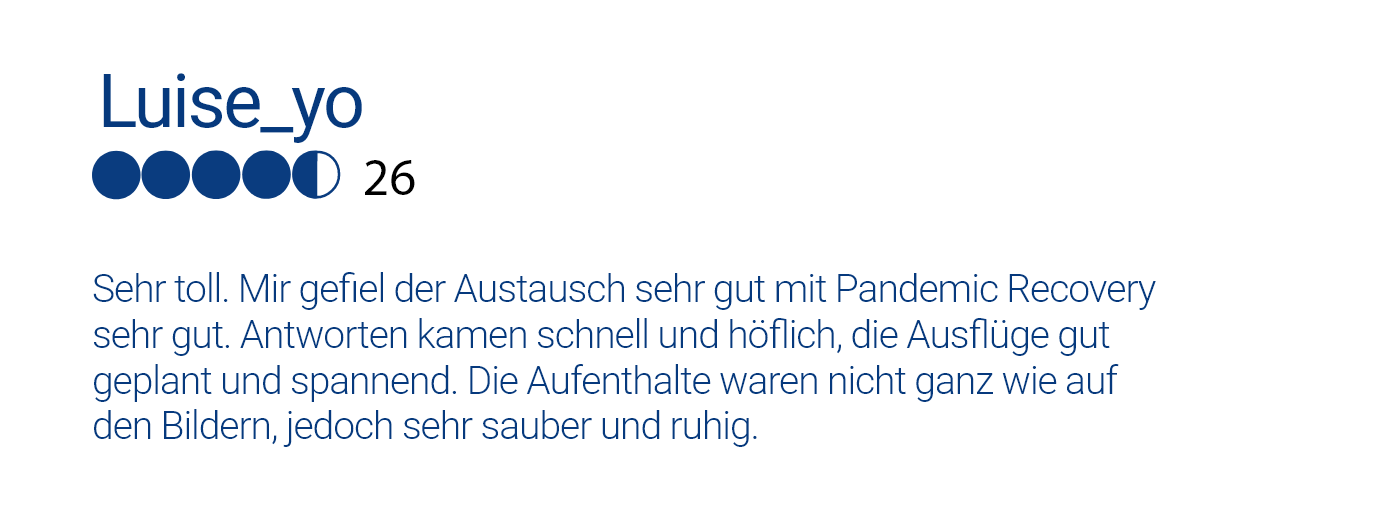 Luise_yo
26
Sehr toll. Mir gefiel der Austausch sehr gut mit Pandemic Recovery
sehr gut. Antworten kamen schnell und höflich, die Ausflüge gut
geplant und spannend. Die Aufenthalte waren nicht ganz wie auf
den Bildern, jedoch sehr sauber und ruhig.